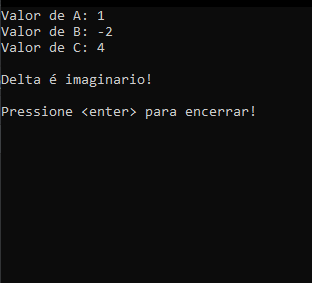 Valor de A: 1
Valor de B: -2
Valor de C: 4
Delta é imaginario!
Pressione <enter> para encerrar!